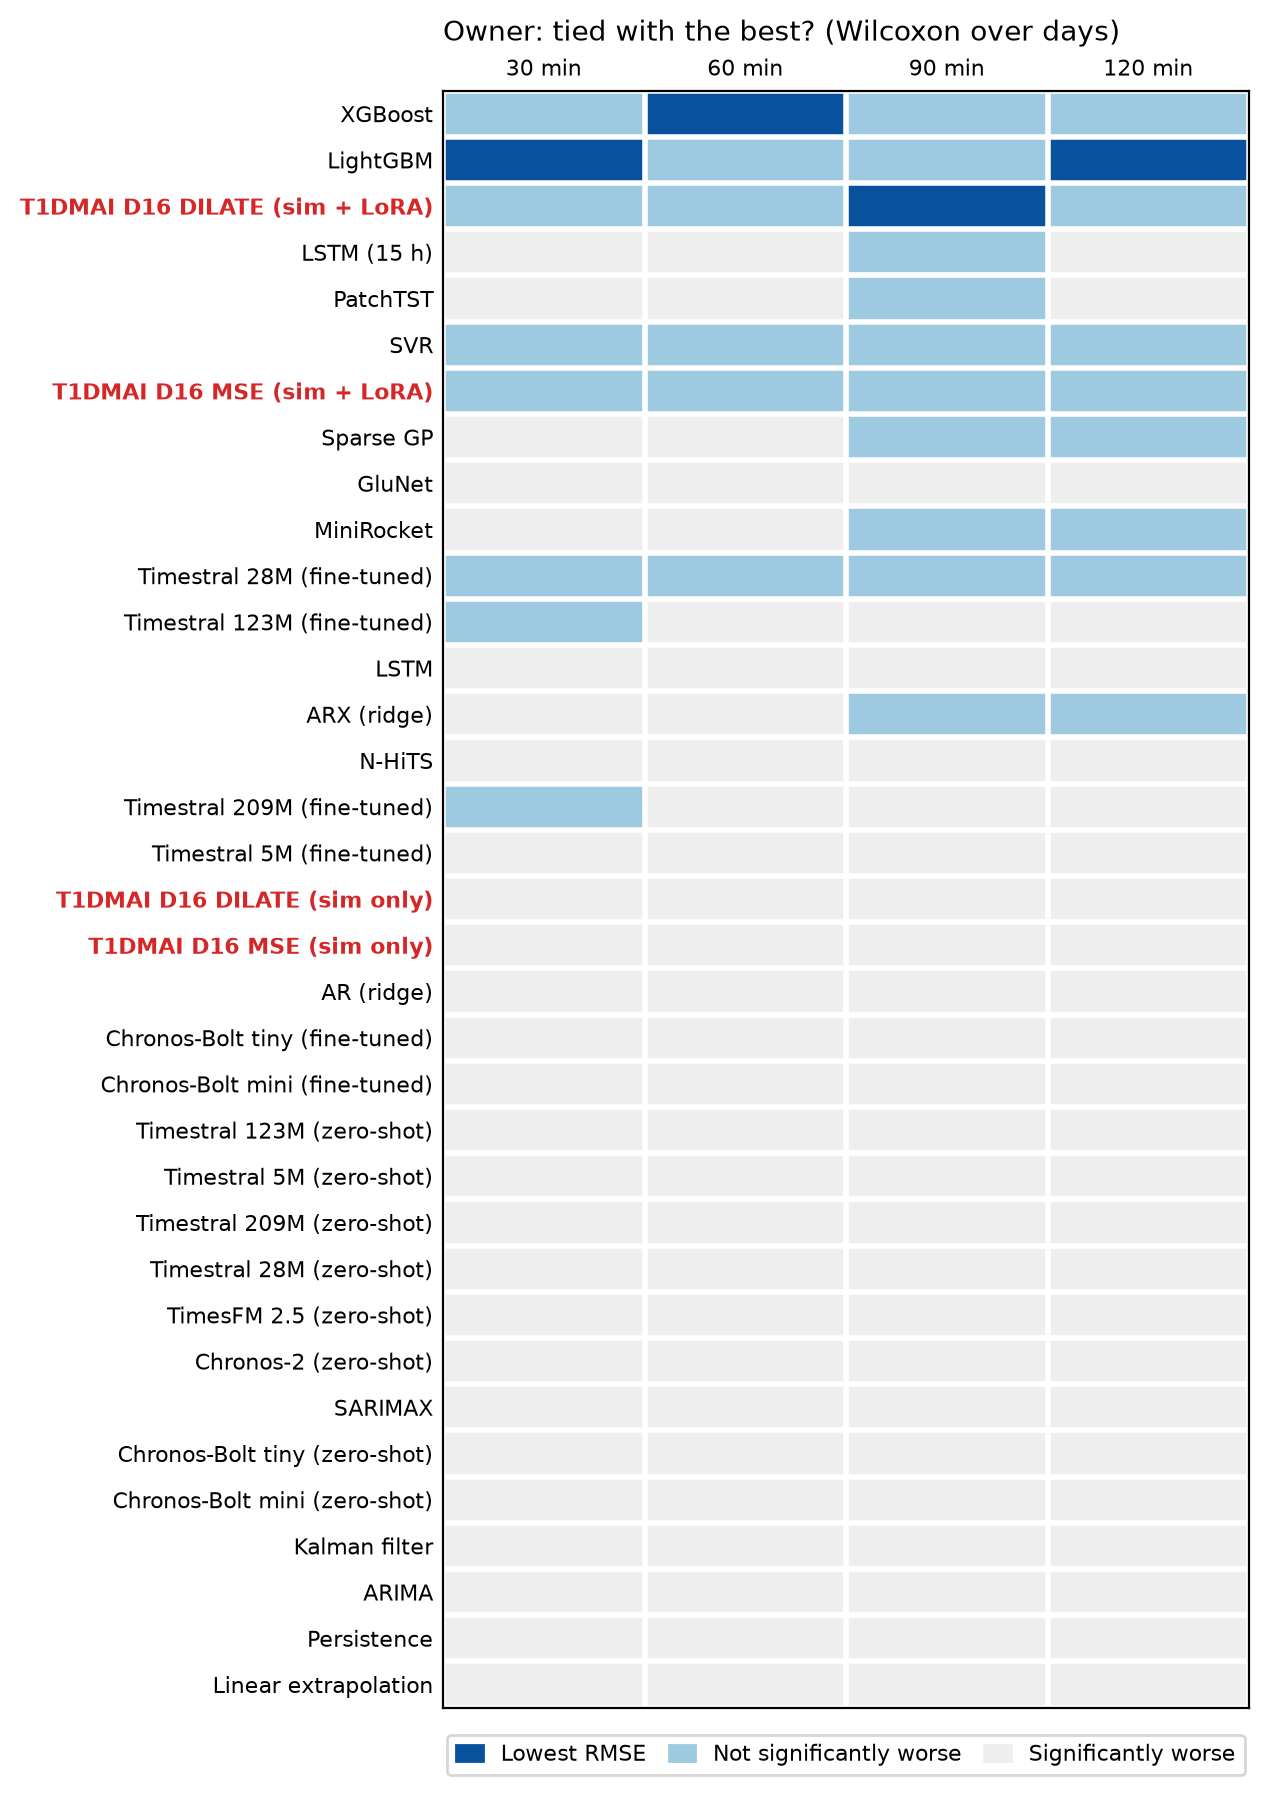 Owner: tied with the best? (Wilcoxon over days)
30 min 60 min 90 min 120 min
XGBoost
LightGBM
T1DMAI D16 DILATE (sim + LoRA)
LSTM (15 h)
PatchTST
SVR
T1DMAI D16 MSE (sim + LoRA)
Sparse GP
GluNet
MiniRocket
Timestral 28M (fine-tuned)
Timestral 123M (fine-tuned)
LSTM
ARX (ridge)
N-HiTS
Timestral 209M (fine-tuned)
Timestral 5M (fine-tuned)
T1DMAI D16 DILATE (sim only)
T1DMAI D16 MSE (sim only)
AR (ridge)
Chronos-Bolt tiny (fine-tuned)
Chronos-Bolt mini (fine-tuned)
Timestral 123M (zero-shot)
Timestral 5M (zero-shot)
Timestral 209M (zero-shot)
Timestral 28M (zero-shot)
TimesFM 2.5 (zero-shot)
Chronos-2 (zero-shot)
SARIMAX
Chronos-Bolt tiny (zero-shot)
Chronos-Bolt mini (zero-shot)
Kalman filter
ARIMA
Persistence
Linear extrapolation
Lowest RMSE Not significantly worse Significantly worse